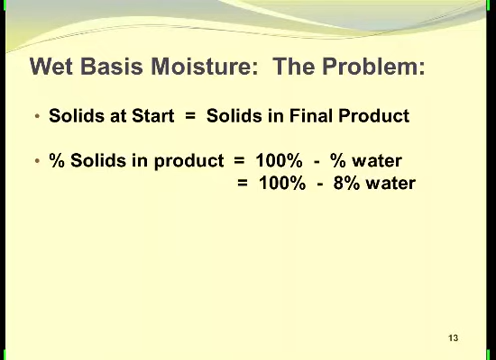 Wet Basis Moisture: The Problem:
• Solids at Start = Solids in Final Product
• % Solids in product = 100% - % water
= 100% - 8% water
13